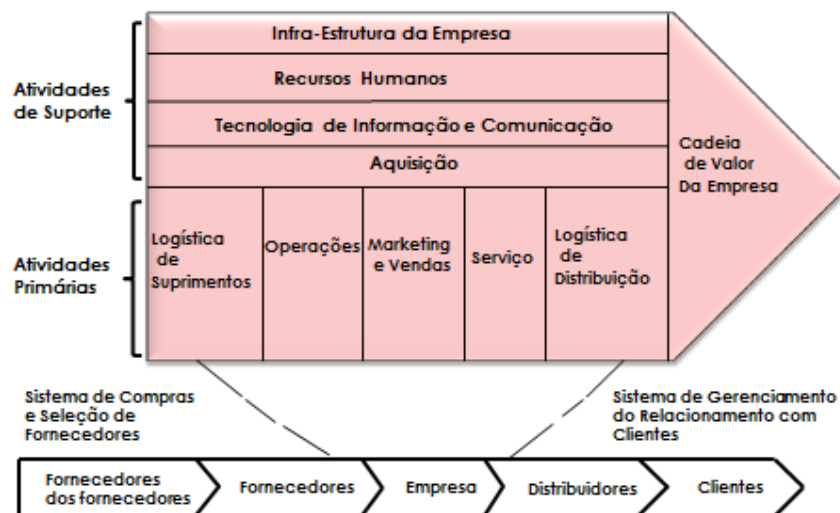 Infra-Estrutura da Empresa
Recursos Humanos
Tecnologia de Informação e Comunicação
Aquisição
Atividades
de Suporte
Cadeia
de Valor
Da Empresa
Logística
de
Suprimentos
Operações
Marketing
e Vendas
Serviço
Logística
de
Distribuição
Atividades
Primárias
Sistema de Compras
e Seleção de
Fornecedores
Sistema de Gerenciamento
do Relacionamento com
Clientes
Fornecedores
dos fornecedores
Fornecedores
Empresa
Distribuidores
Clientes